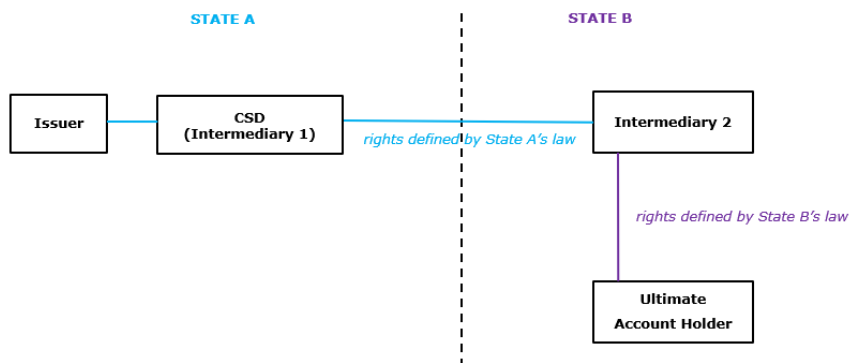 STATE A
STATE B
Issuer
CSD
(Intermediary 1)
rights defined by State A’s law
Intermediary 2
rights defined by State B’s law
Ultimate
Account Holder